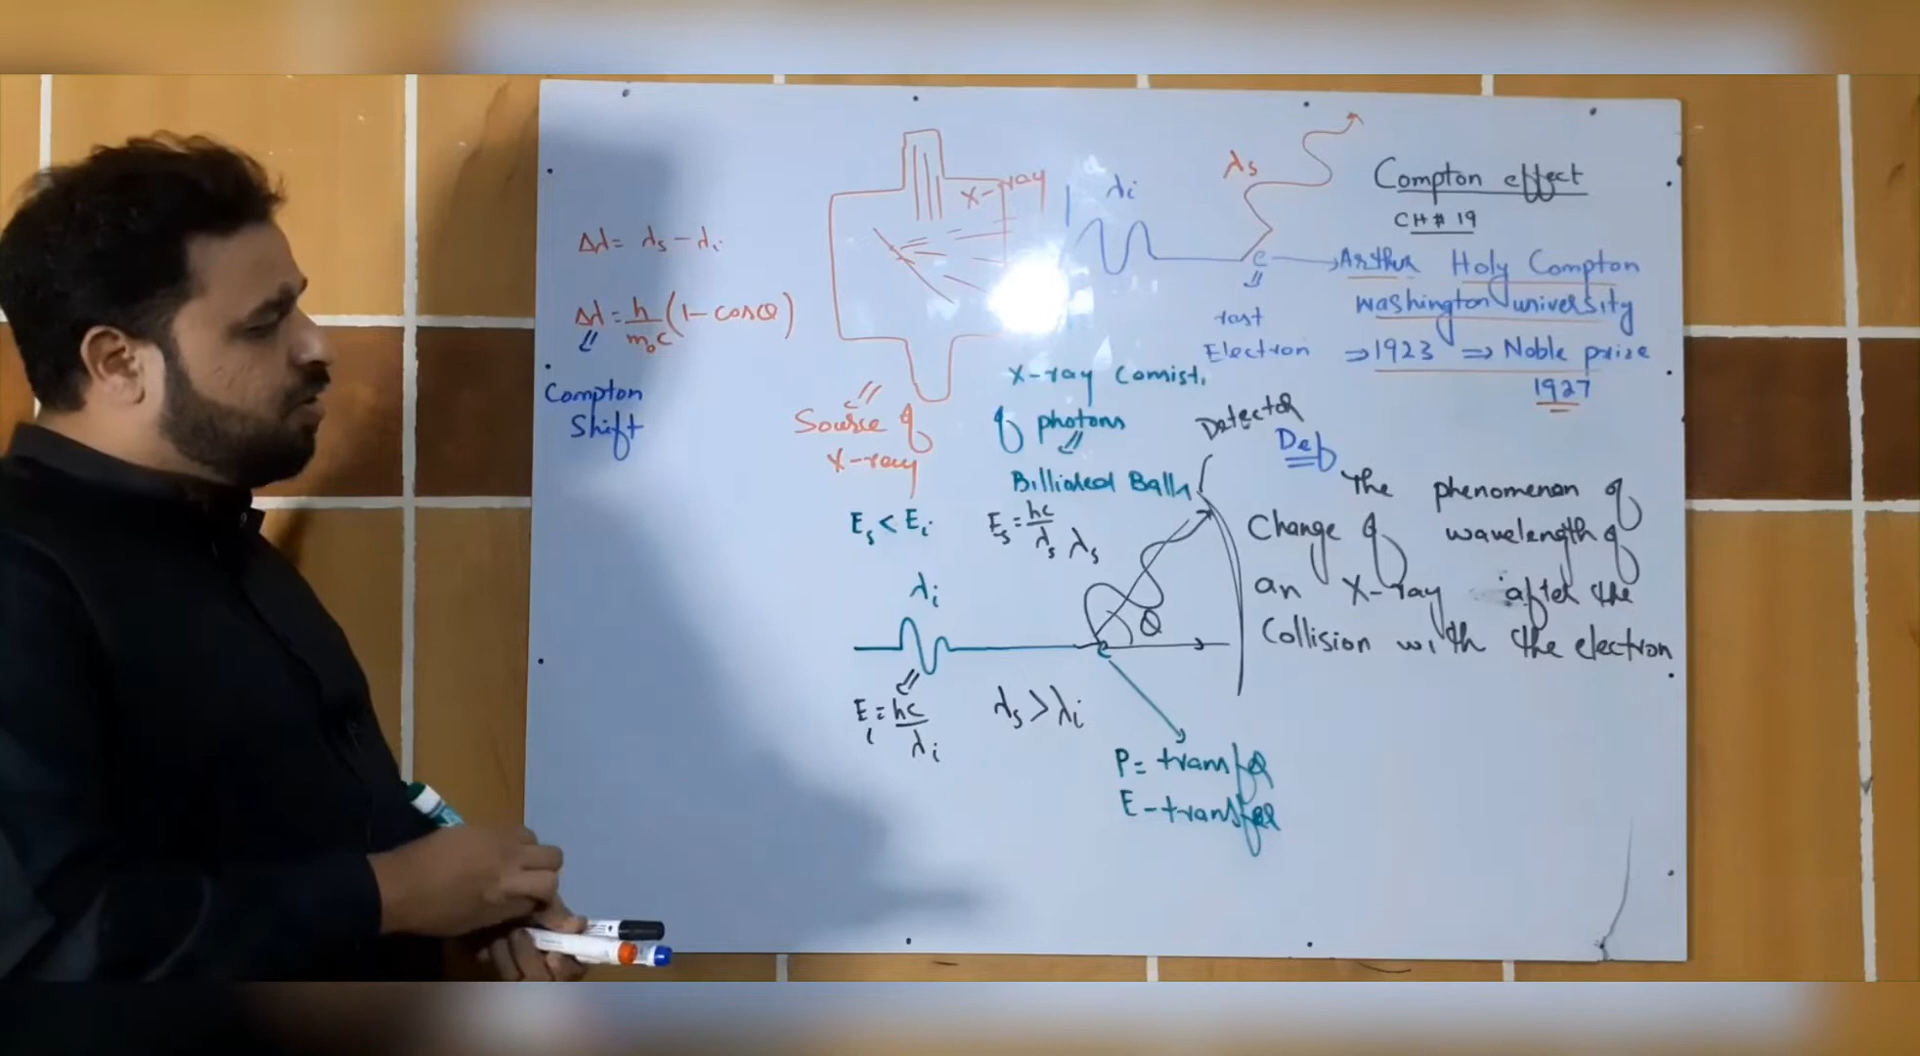 Compton effect
CH # 19
Arthur Holy Compton
Washington university
⇒ 1923 ⇒ Noble prize
1927
Δλ = λs - λi
Δλ = h/m₀c (1 - cosθ)
Compton
Shift
X-ray
Source of
X-ray
λi
λs
e
rast
Electron
X-ray Consist.
of photons
Billiaded Balls
Detector
Def
The phenomenon of
Change of wavelength of
an X-ray after the
Collision with the electron
Es < Ei
Es = hc/λs
λs
λi
θ
e
Ei = hc/λi
λs > λi
P = transfer
E - transfer